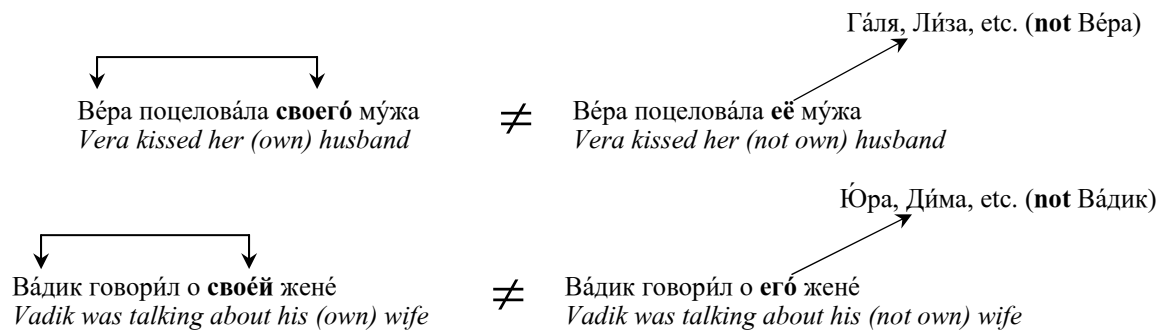 Га́ля, Ли́за, etc. (not Ве́ра)
Ве́ра поцелова́ла своего́ му́жа ≠ Ве́ра поцелова́ла её му́жа
Vera kissed her (own) husband Vera kissed her (not own) husband
Ю́ра, Ди́ма, etc. (not Ва́дик)
Ва́дик говори́л о свое́й жене́ ≠ Ва́дик говори́л о его́ жене́
Vadik was talking about his (own) wife Vadik was talking about his (not own) wife